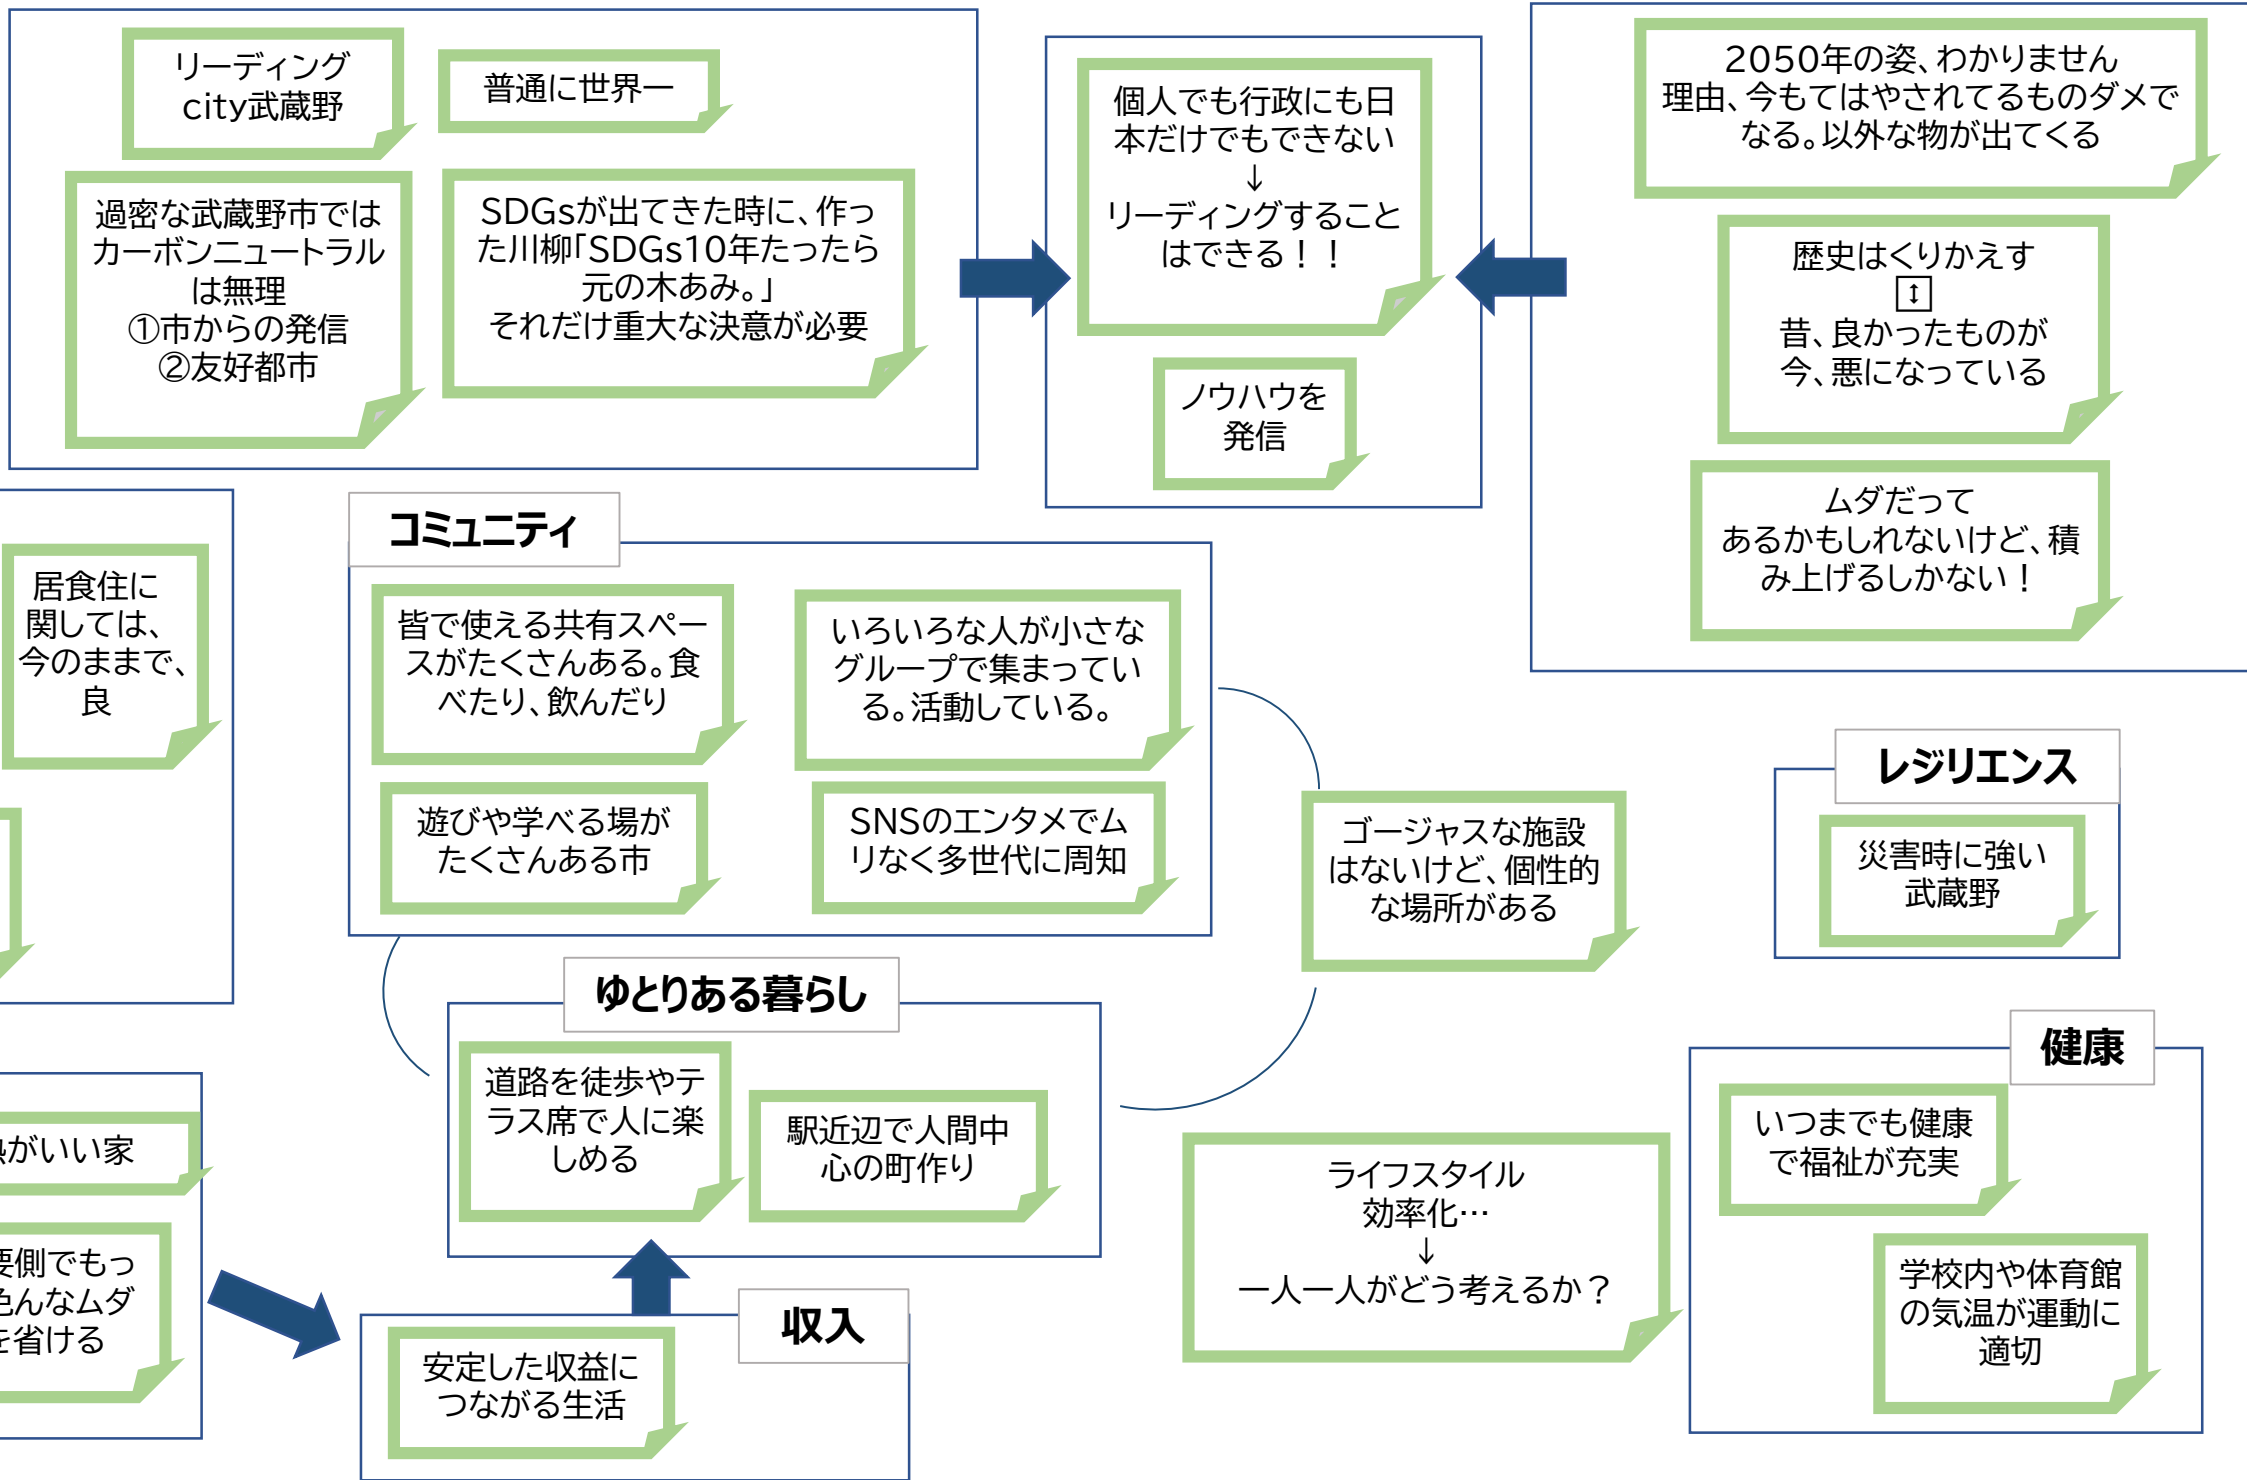 リーディング
city武蔵野
普通に世界一
過密な武蔵野市では
カーボンニュートラル
は無理
①市からの発信
②友好都市
SDGsが出てきた時に、作っ
た川柳「SDGs10年たったら
元の木あみ。」
それだけ重大な決意が必要
個人でも行政にも日
本だけでもできない
↓
リーディングすること
はできる！！
ノウハウを
発信
2050年の姿、わかりません
理由、今もてはやされてるものダメで
なる。以外な物が出てくる
歴史はくりかえす
↕
昔、良かったものが
今、悪になっている
ムダだって
あるかもしれないけど、積
み上げるしかない！
居食住に
関しては、
今のままで、
良
コミュニティ
皆で使える共有スペー
スがたくさんある。食
べたり、飲んだり
いろいろな人が小さな
グループで集まってい
る。活動している。
遊びや学べる場が
たくさんある市
SNSのエンタメでム
リなく多世代に周知
ゴージャスな施設
はないけど、個性的
な場所がある
レジリエンス
災害時に強い
武蔵野
ゆとりある暮らし
道路を徒歩やテ
ラス席で人に楽
しめる
駅近辺で人間中
心の町作り
がいい家
側でもっ
んなムダ
を省ける
収入
安定した収益に
つながる生活
ライフスタイル
効率化…
↓
一人一人がどう考えるか？
健康
いつまでも健康
で福祉が充実
学校内や体育館
の気温が運動に
適切